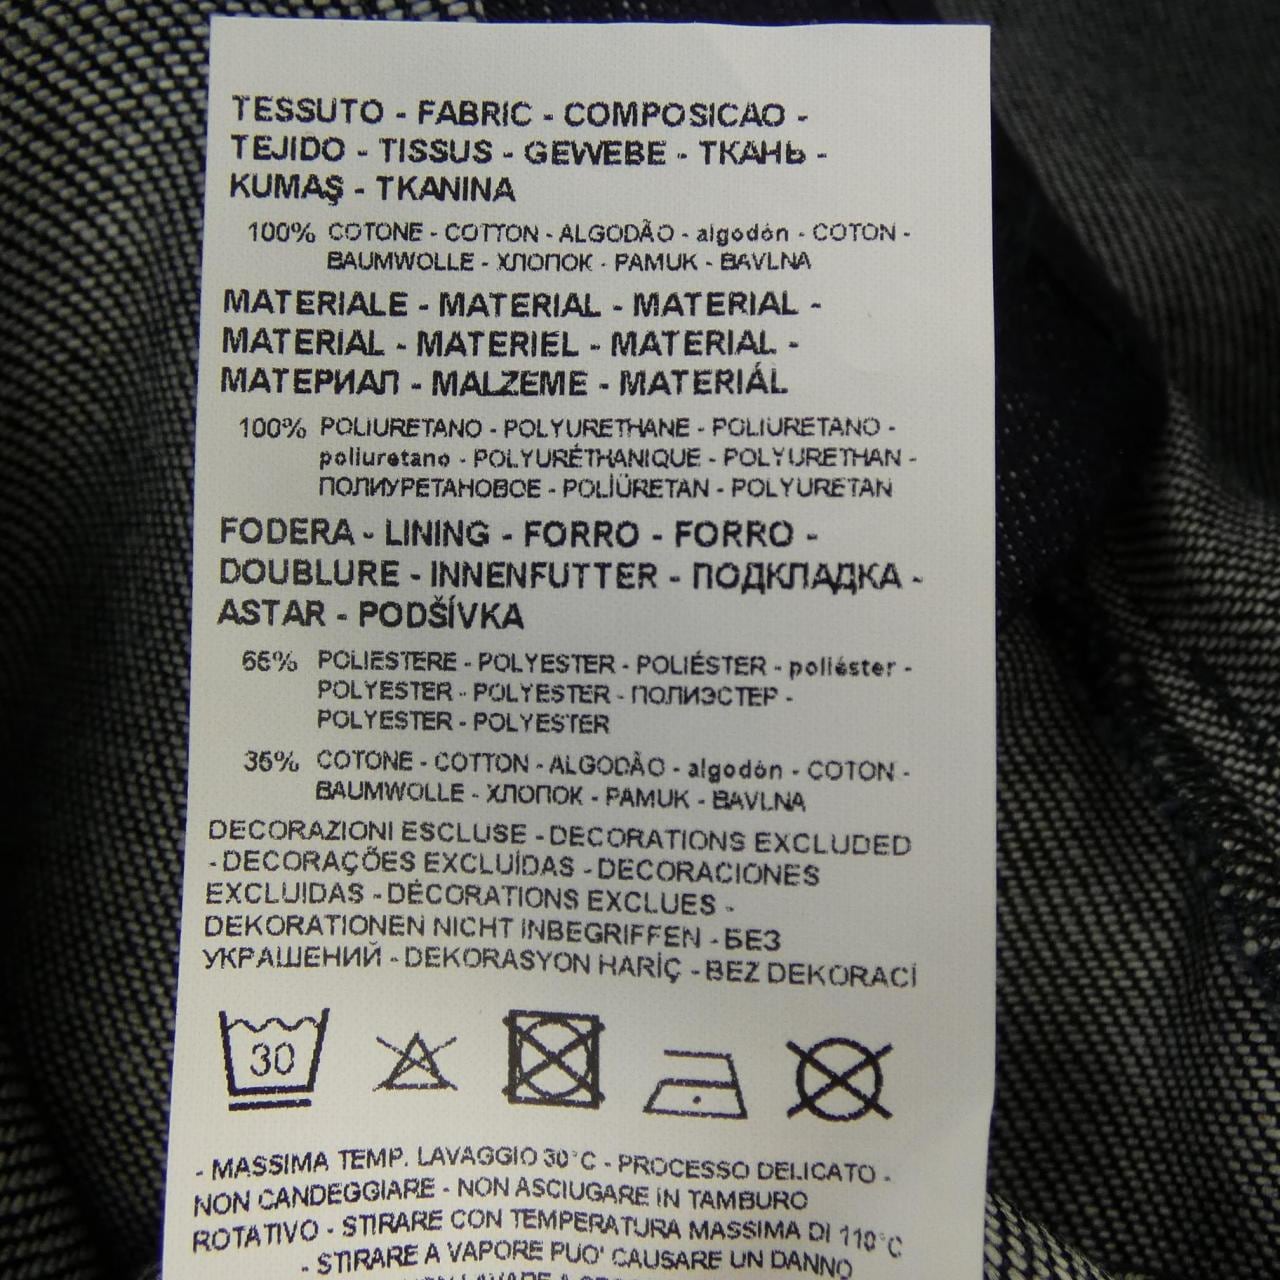 TESSUTO - FABRIC - COMPOSICAO -
TEJIDO - TISSUS - GEWEBE - ТКАНЬ -
KUMAŞ - TKANINA
100% COTONE - COTTON - ALGODÃO - algodón - COTON -
BAUMWOLLE - ХЛОПОК - PAMUK - BAVLNA
MATERIALE - MATERIAL - MATERIAL -
MATERIAL - MATERIEL - MATERIAL -
МАТЕРИАЛ - MALZEME - MATERIÁL
100% POLIURETANO - POLYURETHANE - POLIURETANO -
poliuretano - POLYURÉTHANIQUE - POLYURETHAN -
ПОЛИУРЕТАНОВОЕ - POLİÜRETAN - POLYURETAN
FODERA - LINING - FORRO - FORRO -
DOUBLURE - INNENFUTTER - ПОДКЛАДКА -
ASTAR - PODŠÍVKA
65% POLIESTERE - POLYESTER - POLIÉSTER - poliéster -
POLYESTER - POLYESTER - ПОЛИЭСТЕР -
POLYESTER - POLYESTER
35% COTONE - COTTON - ALGODÃO - algodón - COTON -
BAUMWOLLE - ХЛОПОК - PAMUK - BAVLNA
DECORAZIONI ESCLUSE - DECORATIONS EXCLUDED
- DECORAÇÕES EXCLUÍDAS - DECORACIONES
EXCLUIDAS - DÉCORATIONS EXCLUES -
DEKORATIONEN NICHT INBEGRIFFEN - БЕЗ
УКРАШЕНИЙ - DEKORASYON HARİÇ - BEZ DEKORACÍ
30
- MASSIMA TEMP. LAVAGGIO 30°C - PROCESSO DELICATO -
NON CANDEGGIARE - NON ASCIUGARE IN TAMBURO
ROTATIVO - STIRARE CON TEMPERATURA MASSIMA DI 110°C
- STIRARE A VAPORE PUO' CAUSARE UN DANNO